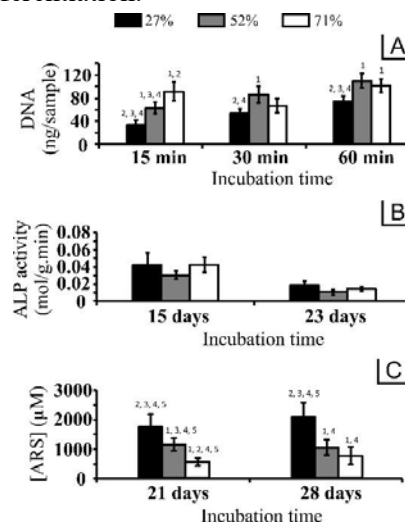 27% 52% 71%
A
DNA
(ng/sample)
120
80
40
0
2, 3, 4
1, 3, 4
1, 2
2, 4
1
2, 3, 4
1
1
15 min 30 min 60 min
Incubation time
B
ALP activity
(mol/g.min)
0.08
0.06
0.04
0.02
0
15 days 23 days
Incubation time
C
[ARS] (µM)
3000
2000
1000
0
2, 3, 4, 5
1, 3, 4, 5
1, 2, 4, 5
2, 3, 4, 5
1, 4
1, 4
21 days 28 days
Incubation time